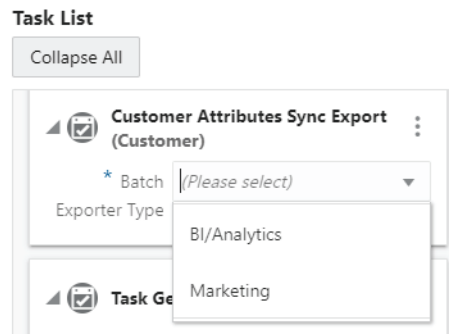 Task List
Collapse All
Customer Attributes Sync Export
(Customer)
* Batch (Please select)
Exporter Type
BI/Analytics
Marketing
Task Ge